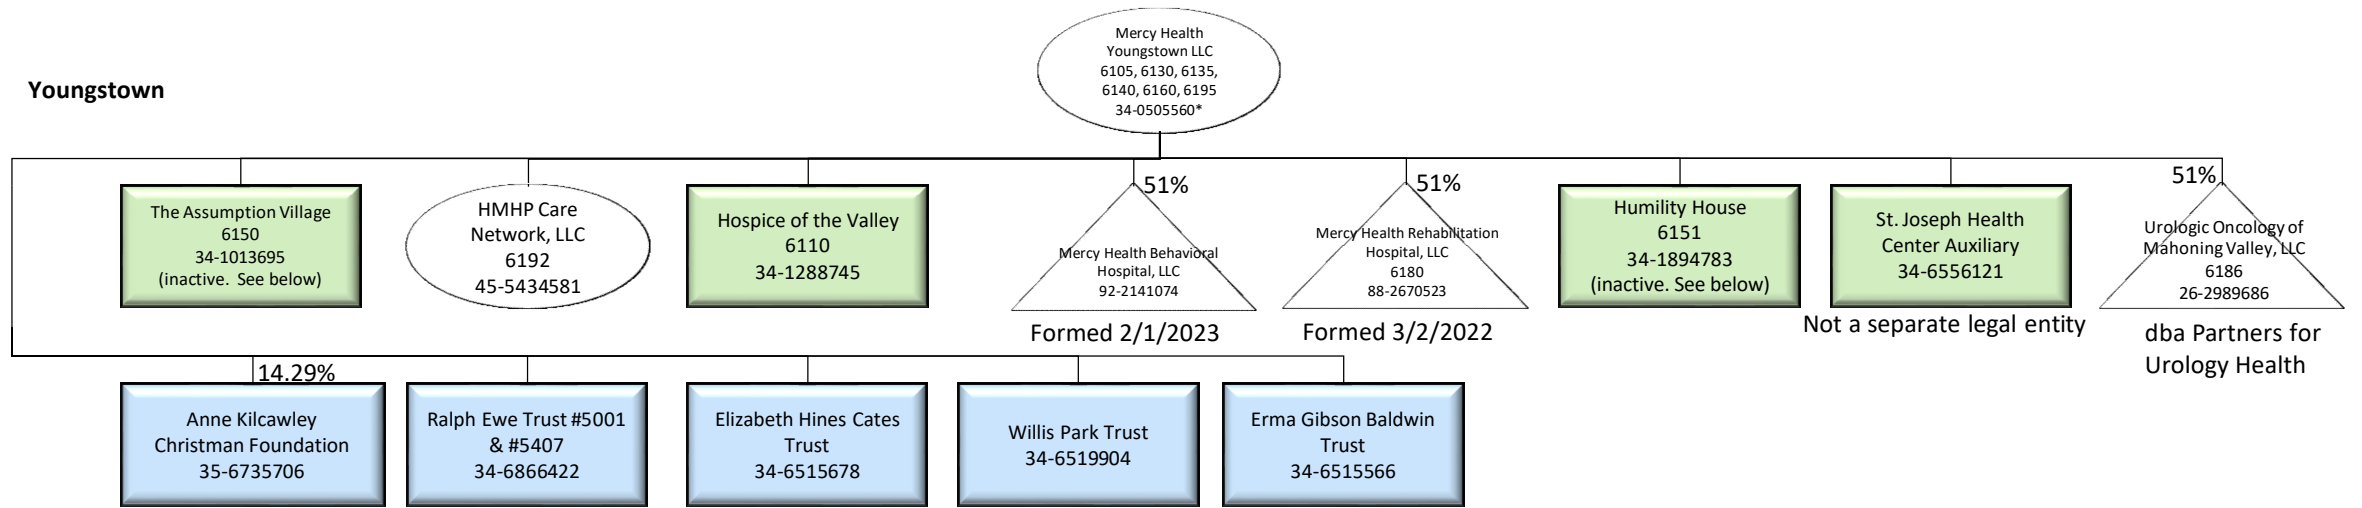 Mercy Health
Youngstown LLC
6105, 6130, 6135,
6140, 6160, 6195
34-0505560*
Youngstown
The Assumption Village
6150
34-1013695
(inactive. See below)
HMHP Care
Network, LLC
6192
45-5434581
Hospice of the Valley
6110
34-1288745
51%
Mercy Health Behavioral
Hospital, LLC
92-2141074
Formed 2/1/2023
51%
Mercy Health Rehabilitation
Hospital, LLC
6180
88-2670523
Formed 3/2/2022
Humility House
6151
34-1894783
(inactive. See below)
St. Joseph Health
Center Auxiliary
34-6556121
Not a separate legal entity
51%
Urologic Oncology of
Mahoning Valley, LLC
6186
26-2989686
dba Partners for
Urology Health
14.29%
Anne Kilcawley
Christman Foundation
35-6735706
Ralph Ewe Trust #5001
& #5407
34-6866422
Elizabeth Hines Cates
Trust
34-6515678
Willis Park Trust
34-6519904
Erma Gibson Baldwin
Trust
34-6515566